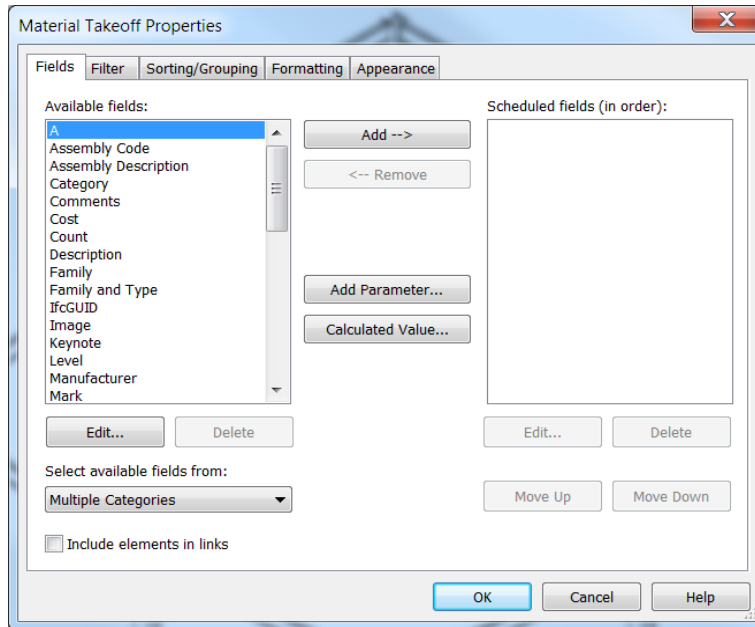 Material Takeoff Properties
Fields
Filter
Sorting/Grouping
Formatting
Appearance
Available fields:
A
Assembly Code
Assembly Description
Category
Comments
Cost
Count
Description
Family
Family and Type
IfcGUID
Image
Keynote
Level
Manufacturer
Mark
Edit...
Delete
Select available fields from:
Multiple Categories
Include elements in links
Add -->
<-- Remove
Add Parameter...
Calculated Value...
Scheduled fields (in order):
Edit...
Delete
Move Up
Move Down
OK
Cancel
Help